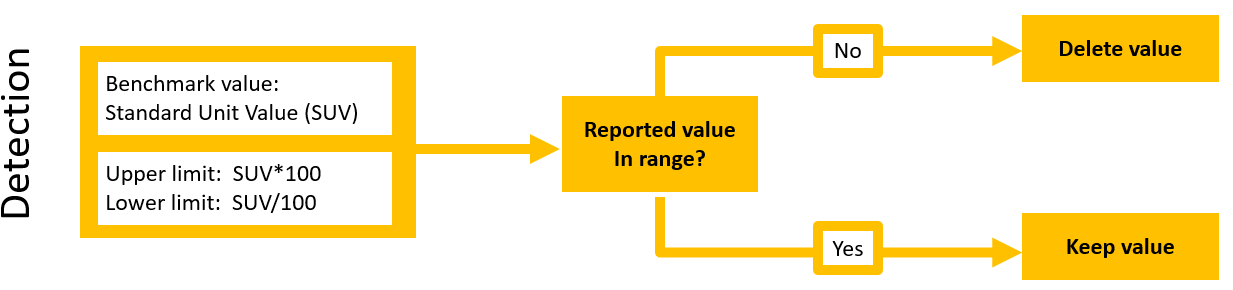 Detection
Benchmark value:
Standard Unit Value (SUV)
Upper limit:  SUV*100
Lower limit:  SUV/100
Reported value
In range?
No
Delete value
Yes
Keep value